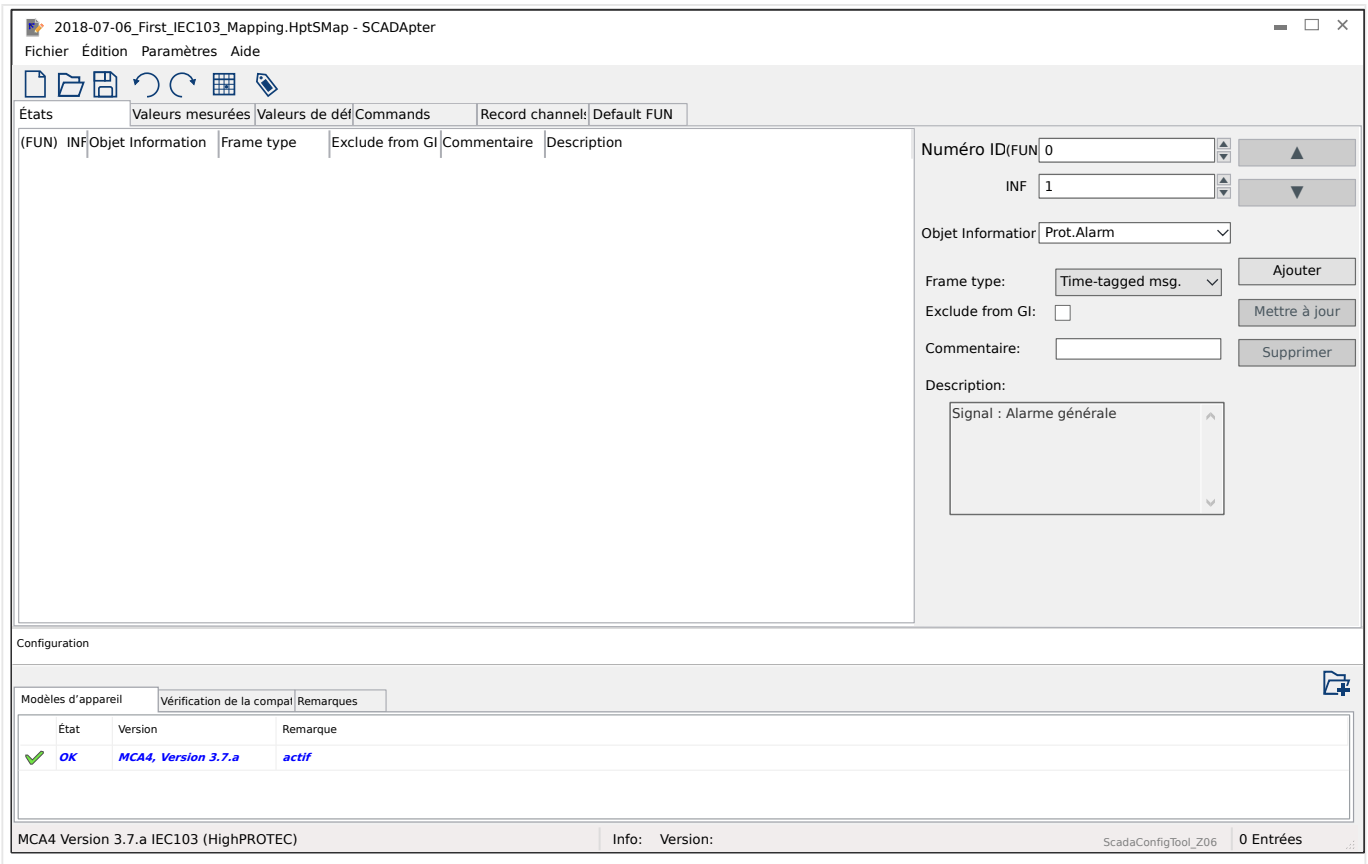 2018-07-06_First_IEC103_Mapping.HptSMap - SCADApter
Fichier Édition Paramètres Aide
États Valeurs mesurées Valeurs de déf Commands Record channels Default FUN
(FUN) INF Objet Information Frame type Exclude from GI Commentaire Description
Numéro ID(FUN 0
INF 1
Objet Information Prot.Alarm
Frame type: Time-tagged msg.
Exclude from GI:
Commentaire:
Description:
Signal : Alarme générale
Ajouter
Mettre à jour
Supprimer
Configuration
Modèles d'appareil Vérification de la compat Remarques
État Version Remarque
OK MCA4, Version 3.7.a actif
MCA4 Version 3.7.a IEC103 (HighPROTEC) Info: Version: ScadaConfigTool_Z06 0 Entrées